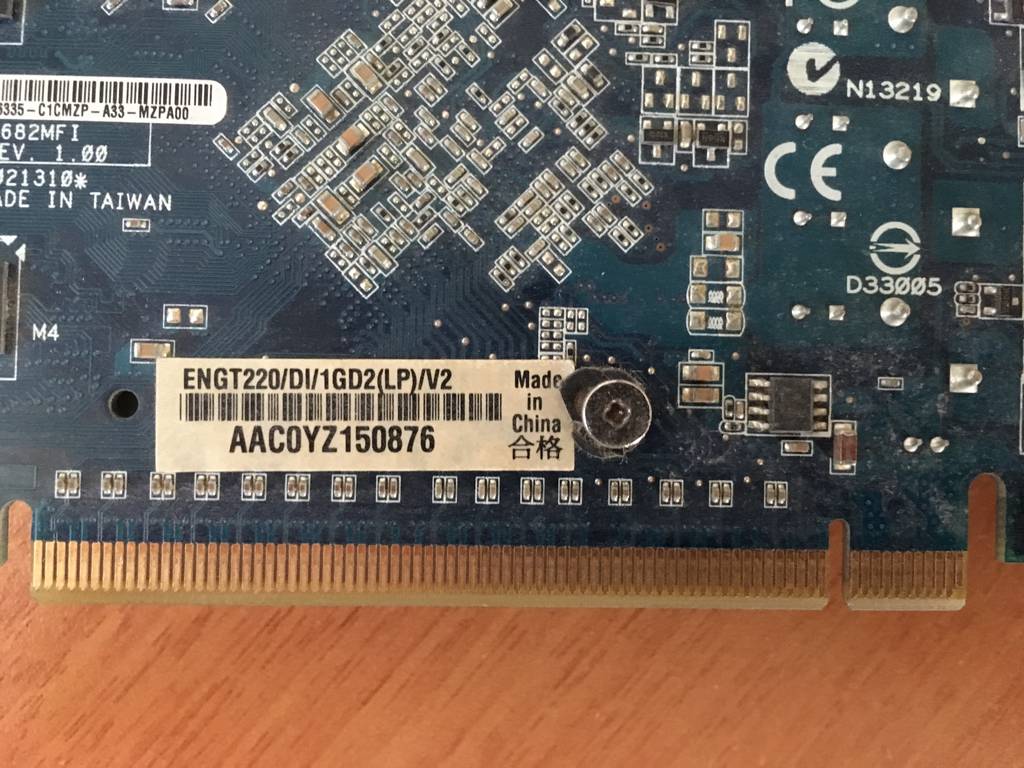 6335-C1CMZP-A33-MZPA00
682MFI
EV. 1.00
021310*
ADE IN TAIWAN
N13219
CE
D33005
M4
ENGT220/DI/1GD2(LP)/V2
AAC0YZ150876
Made
in
China
合格